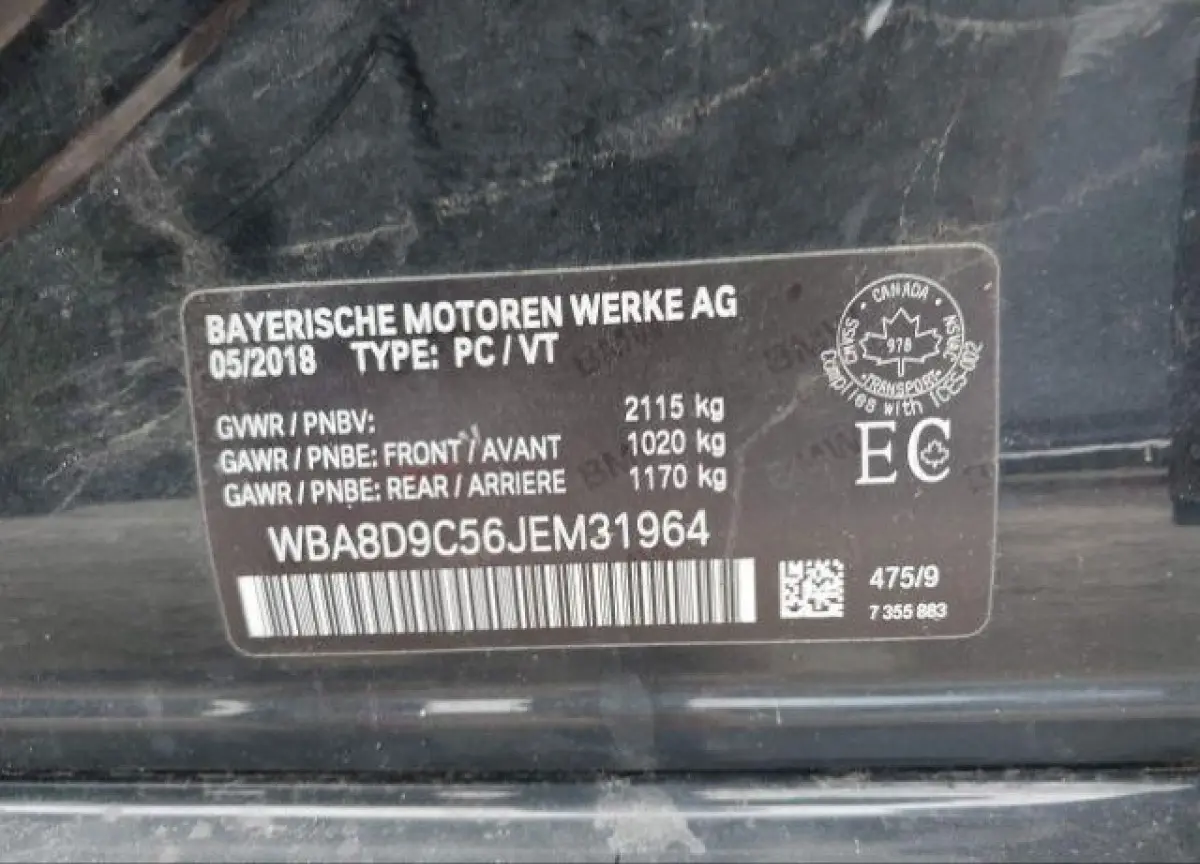 BAYERISCHE MOTOREN WERKE AG
05/2018 TYPE: PC / VT
GVWR / PNBV: 2115 kg
GAWR / PNBE: FRONT / AVANT 1020 kg
GAWR / PNBE: REAR / ARRIERE 1170 kg
WBA8D9C56JEM31964
CANADA
978
TRANSPORT
Complies with ICES-002
EC
475/9
7 355 883